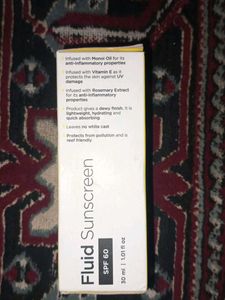 Infused with Monoi Oil for its
anti-inflammatory properties
Infused with Vitamin E as it
protects the skin against UV
damage
Infused with Rosemary Extract
for its anti-inflammatory
properties
Product gives a dewy finish. It is
lightweight, hydrating and
quick absorbing
Leaves no white cast
Protects from pollution and is
reef friendly
Fluid Sunscreen
SPF 60
30 ml | 1.01 fl oz